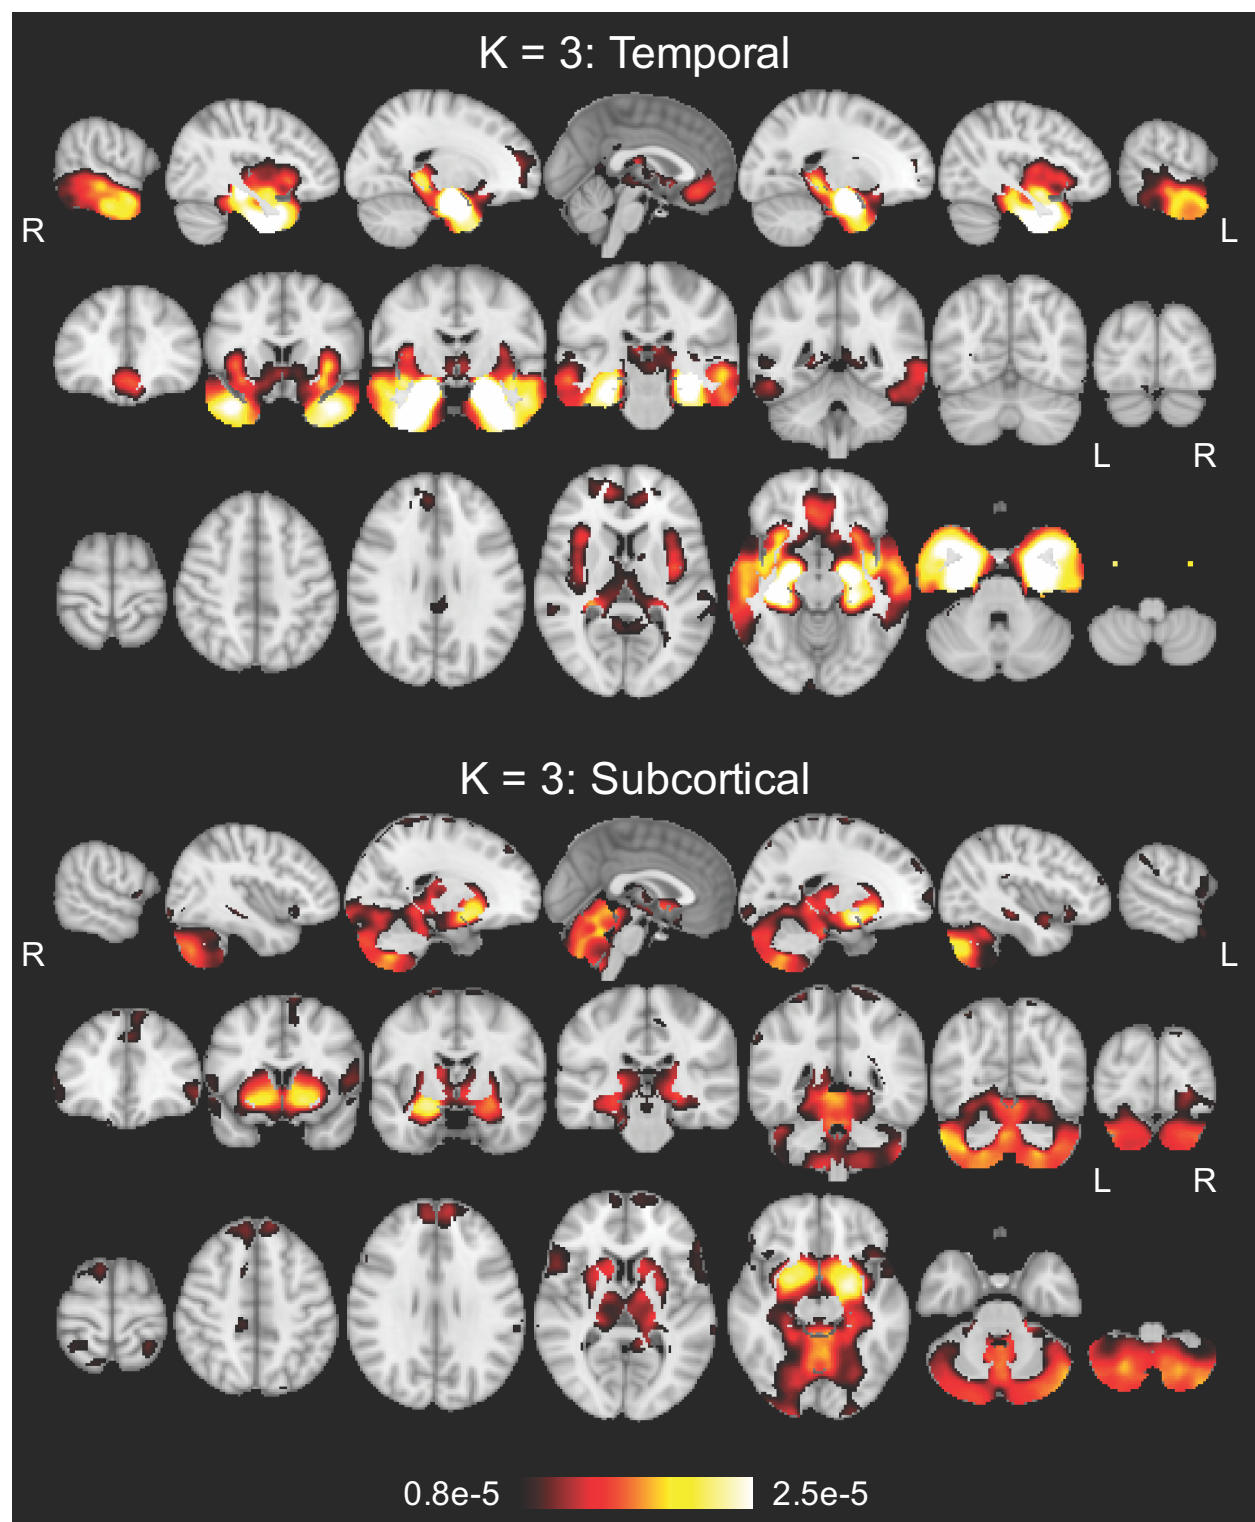 K = 3: Temporal
R L
L R
K = 3: Subcortical
R L
L R
0.8e-5 2.5e-5